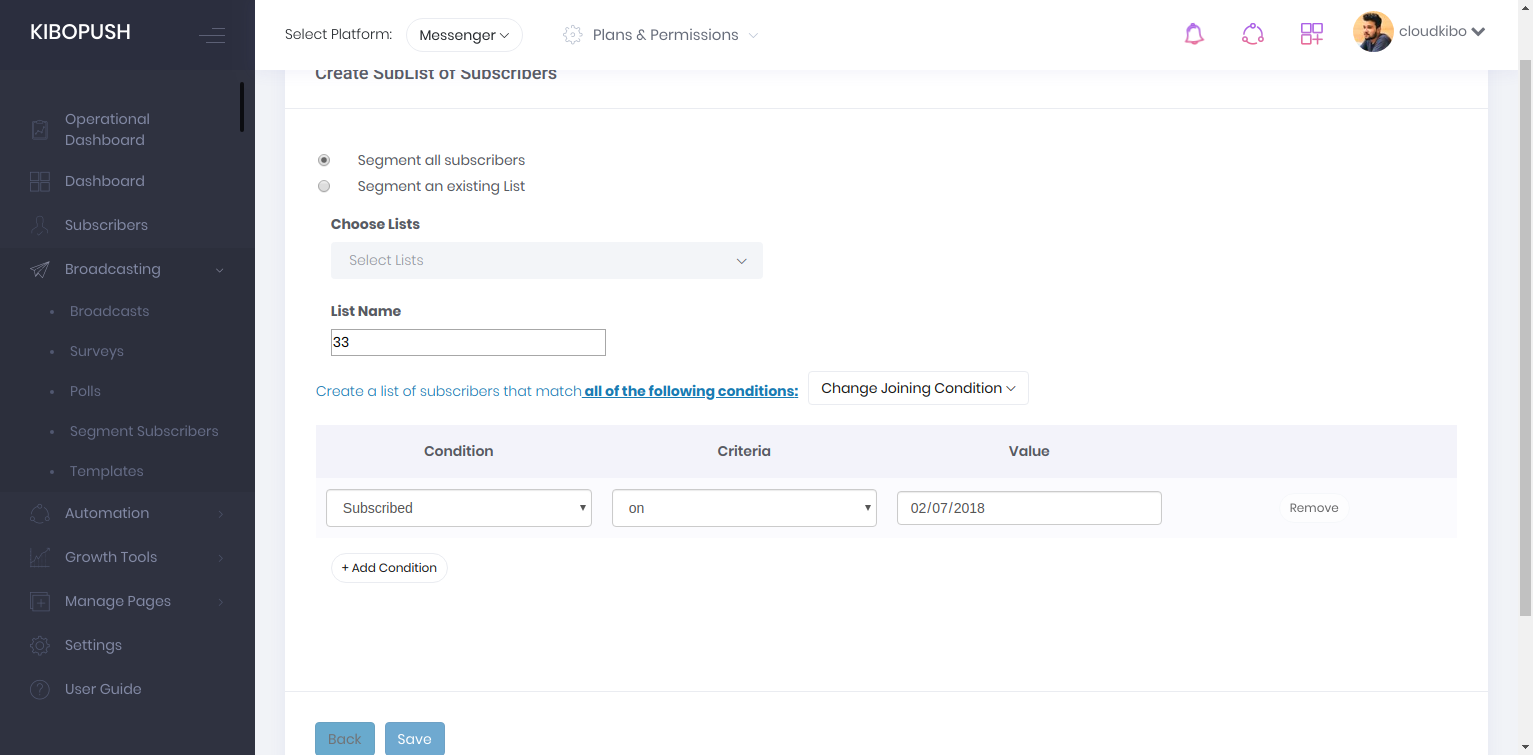 KIBOPUSH
Select Platform: Messenger Plans & Permissions cloudkibo
Operational
Dashboard
Dashboard
Subscribers
Broadcasting
Broadcasts
Surveys
Polls
Segment Subscribers
Templates
Automation
Growth Tools
Manage Pages
Settings
User Guide
Create SubList of Subscribers
Segment all subscribers
Segment an existing List
Choose Lists
Select Lists
List Name
33
Create a list of subscribers that match all of the following conditions: Change Joining Condition
Condition Criteria Value
Subscribed on 02/07/2018 Remove
+ Add Condition
Back Save